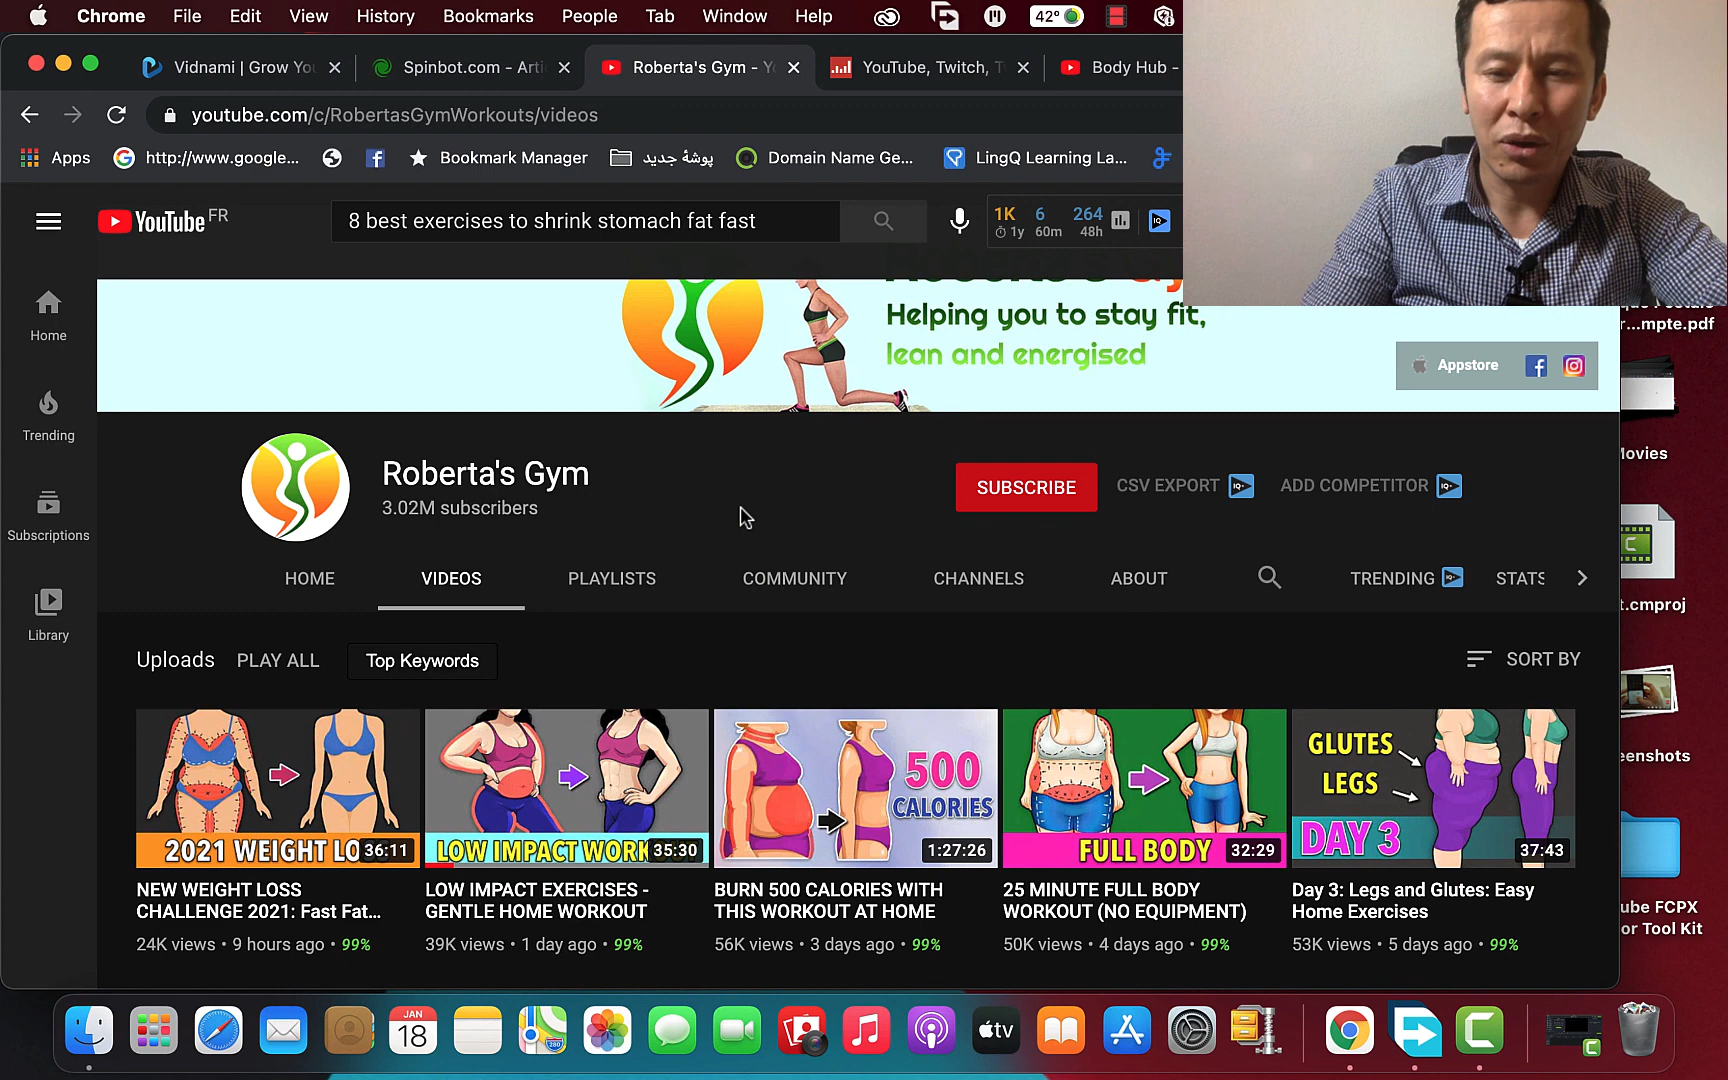 Chrome File Edit View History Bookmarks People Tab Window Help 42°
Vidnami | Grow You
Spinbot.com - Arti
Roberta's Gym - Yo
YouTube, Twitch, T
Body Hub -
youtube.com/c/RobertasGymWorkouts/videos
Apps http://www.google... Bookmark Manager پوشهٔ جدید Domain Name Ge... LingQ Learning La...
YouTube FR
8 best exercises to shrink stomach fat fast
1K 6 264
1y 60m 48h
Helping you to stay fit,
lean and energised
Appstore
...mpte.pdf
Home
Trending
Subscriptions
Library
Roberta's Gym
3.02M subscribers
SUBSCRIBE
CSV EXPORT
ADD COMPETITOR
HOME VIDEOS PLAYLISTS COMMUNITY CHANNELS ABOUT TRENDING STATS
Uploads PLAY ALL Top Keywords SORT BY
2021 WEIGHT LO
36:11
NEW WEIGHT LOSS
CHALLENGE 2021: Fast Fat...
24K views • 9 hours ago • 99%
LOW IMPACT WORK
35:30
LOW IMPACT EXERCISES -
GENTLE HOME WORKOUT
39K views • 1 day ago • 99%
500
CALORIES
1:27:26
BURN 500 CALORIES WITH
THIS WORKOUT AT HOME
56K views • 3 days ago • 99%
FULL BODY
32:29
25 MINUTE FULL BODY
WORKOUT (NO EQUIPMENT)
50K views • 4 days ago • 99%
GLUTES
LEGS
DAY 3
37:43
Day 3: Legs and Glutes: Easy
Home Exercises
53K views • 5 days ago • 99%
Movies
t.cmproj
eenshots
ube FCPX
or Tool Kit
JAN
18
tv